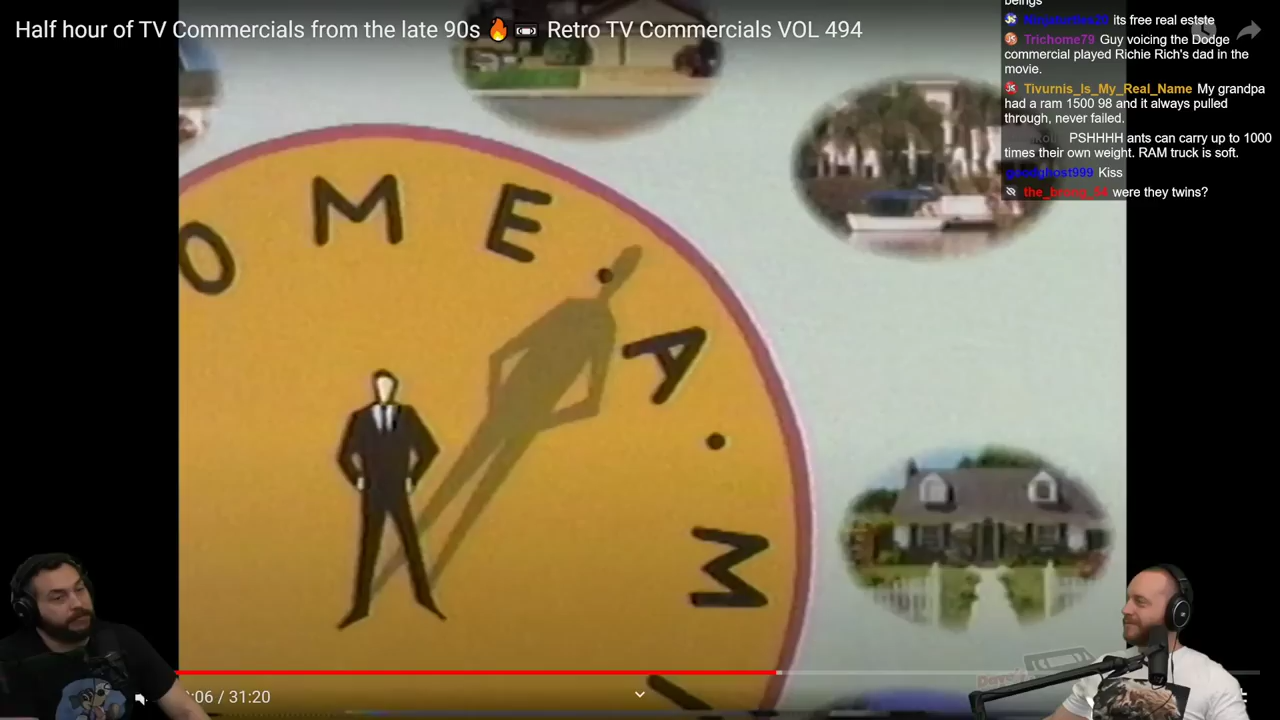 Half hour of TV Commercials from the late 90s 🔥📼 Retro TV Commercials VOL 494
beings
its free real estste
Trichome79 Guy voicing the Dodge
commercial played Richie Rich's dad in the
movie.
Tivurnis_Is_My_Real_Name My grandpa
had a ram 1500 98 and it always pulled
through, never failed.
PSHHHH ants can carry up to 1000
times their own weight. RAM truck is soft.
goodghost999 Kiss
were they twins?
O M E . A . M
:06 / 31:20